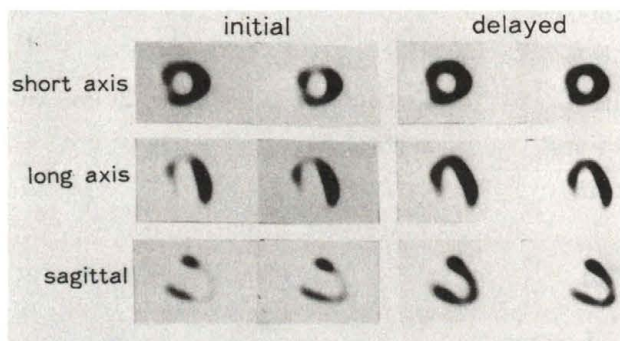 initial delayed
short axis
long axis
sagittal